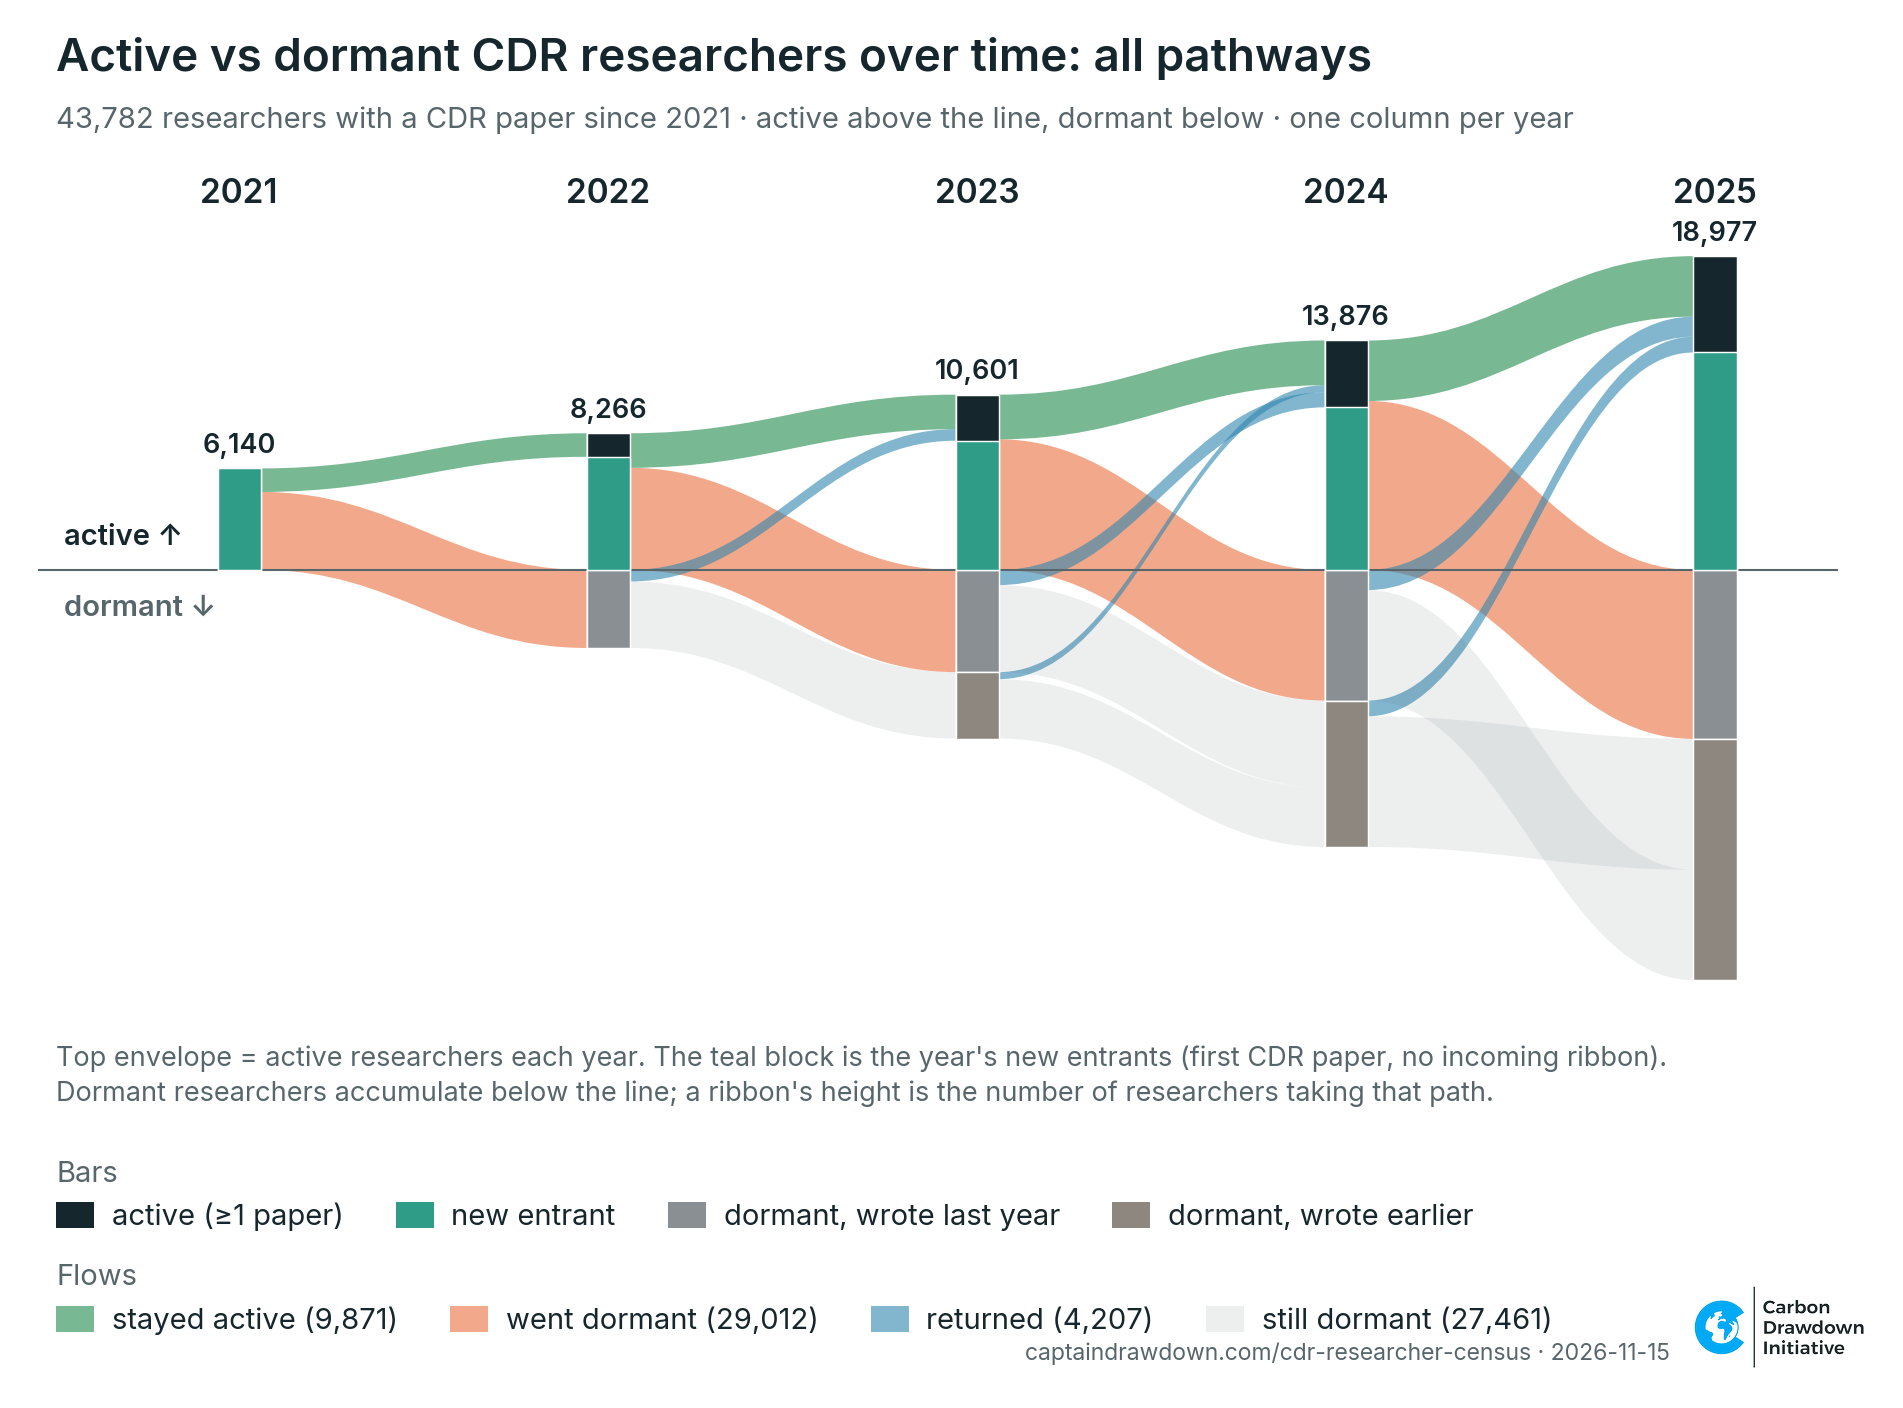 Active vs dormant CDR researchers over time: all pathways
43,782 researchers with a CDR paper since 2021 · active above the line, dormant below · one column per year
2021 2022 2023 2024 2025
18,977
13,876
10,601
8,266
6,140
active ↑
dormant ↓
Top envelope = active researchers each year. The teal block is the year's new entrants (first CDR paper, no incoming ribbon).
Dormant researchers accumulate below the line; a ribbon's height is the number of researchers taking that path.
Bars
active (≥1 paper) new entrant dormant, wrote last year dormant, wrote earlier
Flows
stayed active (9,871) went dormant (29,012) returned (4,207) still dormant (27,461)
captaindrawdown.com/cdr-researcher-census · 2026-11-15
Carbon
Drawdown
Initiative